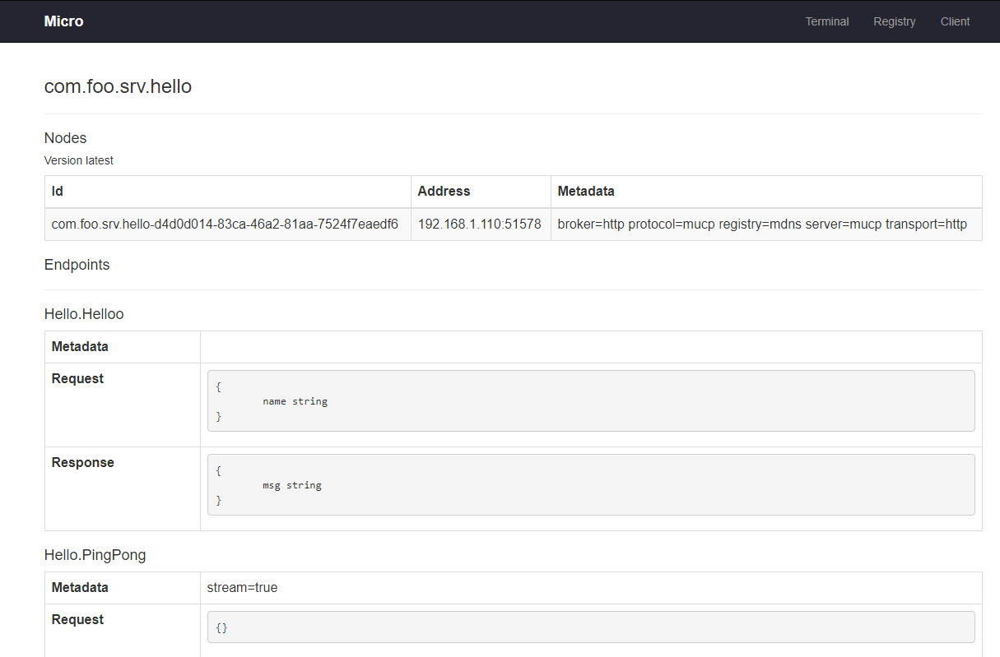 Micro Terminal Registry Client
com.foo.srv.hello
Nodes
Version latest
Id Address Metadata
com.foo.srv.hello-d4d0d014-83ca-46a2-81aa-7524f7eaedf6 192.168.1.110:51578 broker=http protocol=mucp registry=mdns server=mucp transport=http
Endpoints
Hello.Helloo
Metadata
Request
{
name string
}
Response
{
msg string
}
Hello.PingPong
Metadata stream=true
Request
{}